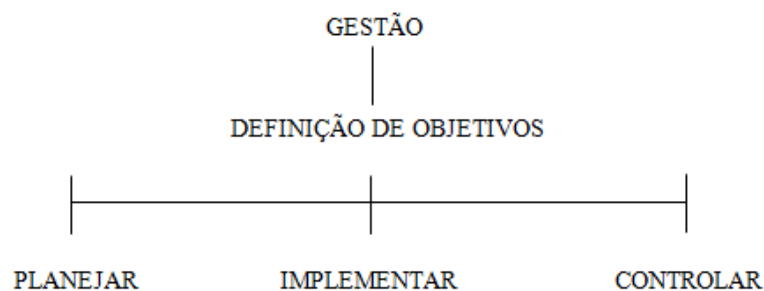 GESTÃO
DEFINIÇÃO DE OBJETIVOS
PLANEJAR IMPLEMENTAR CONTROLAR